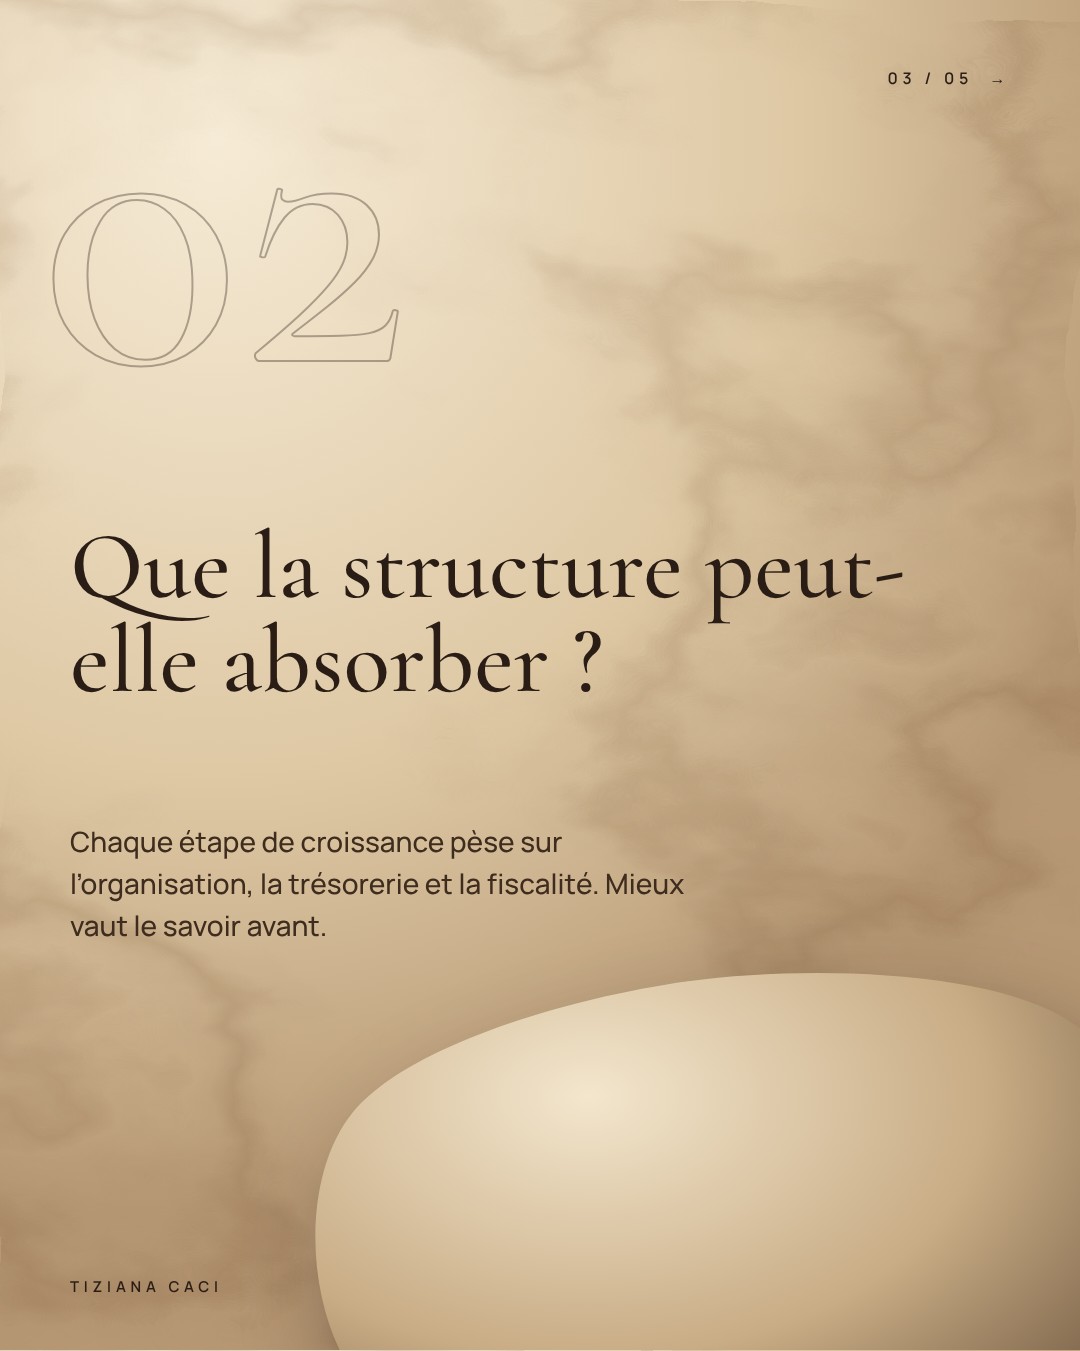 03 / 05 →
02
Que la structure peut-
elle absorber ?
Chaque étape de croissance pèse sur
l'organisation, la trésorerie et la fiscalité. Mieux
vaut le savoir avant.
TIZIANA CACI